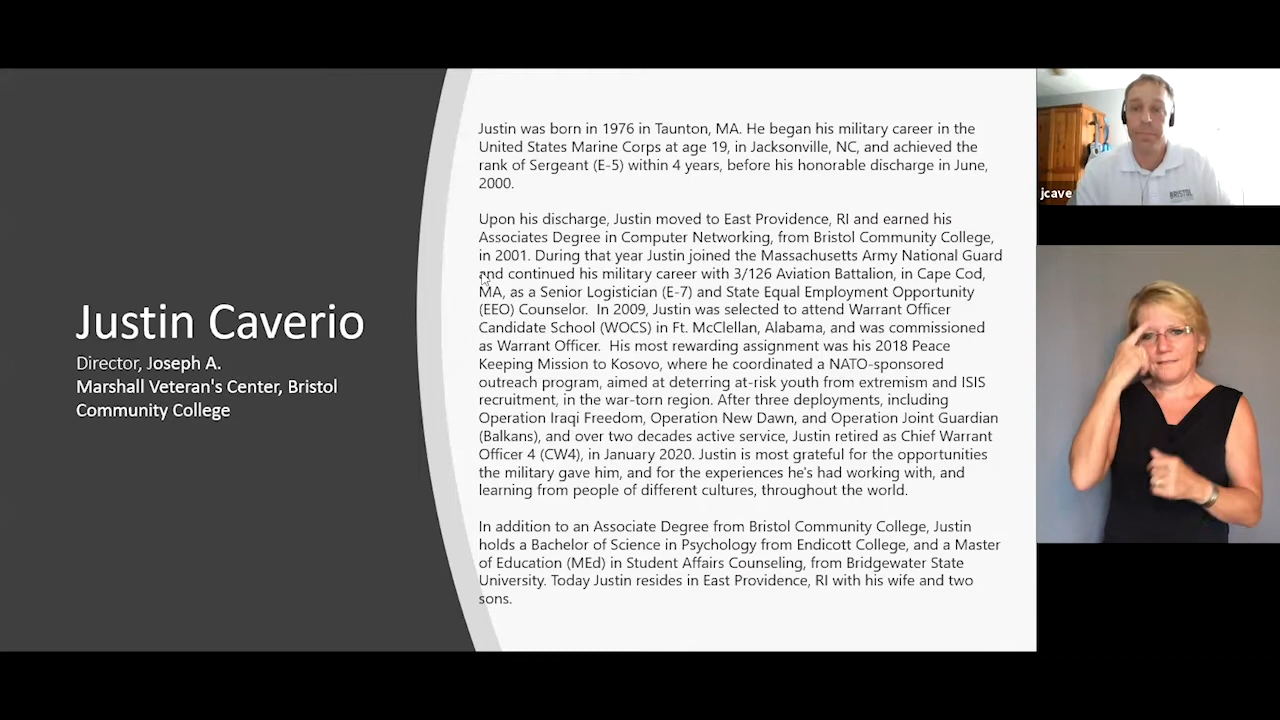 Justin Caverio
Director, Joseph A.
Marshall Veteran's Center, Bristol
Community College
Justin was born in 1976 in Taunton, MA. He began his military career in the
United States Marine Corps at age 19, in Jacksonville, NC, and achieved the
rank of Sergeant (E-5) within 4 years, before his honorable discharge in June,
2000.
Upon his discharge, Justin moved to East Providence, RI and earned his
Associates Degree in Computer Networking, from Bristol Community College,
in 2001. During that year Justin joined the Massachusetts Army National Guard
and continued his military career with 3/126 Aviation Battalion, in Cape Cod,
MA, as a Senior Logistician (E-7) and State Equal Employment Opportunity
(EEO) Counselor. In 2009, Justin was selected to attend Warrant Officer
Candidate School (WOCS) in Ft. McClellan, Alabama, and was commissioned
as Warrant Officer. His most rewarding assignment was his 2018 Peace
Keeping Mission to Kosovo, where he coordinated a NATO-sponsored
outreach program, aimed at deterring at-risk youth from extremism and ISIS
recruitment, in the war-torn region. After three deployments, including
Operation Iraqi Freedom, Operation New Dawn, and Operation Joint Guardian
(Balkans), and over two decades active service, Justin retired as Chief Warrant
Officer 4 (CW4), in January 2020. Justin is most grateful for the opportunities
the military gave him, and for the experiences he's had working with, and
learning from people of different cultures, throughout the world.
In addition to an Associate Degree from Bristol Community College, Justin
holds a Bachelor of Science in Psychology from Endicott College, and a Master
of Education (MEd) in Student Affairs Counseling, from Bridgewater State
University. Today Justin resides in East Providence, RI with his wife and two
sons.
jcave
BRISTOL